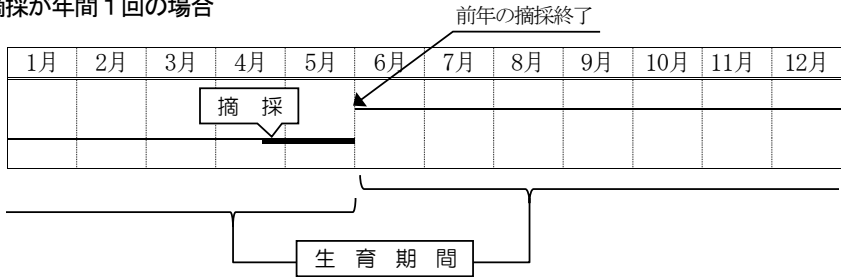 摘採が年間１回の場合
前年の摘採終了
1月 2月 3月 4月 5月 6月 7月 8月 9月 10月 11月 12月
摘 採
生 育 期 間